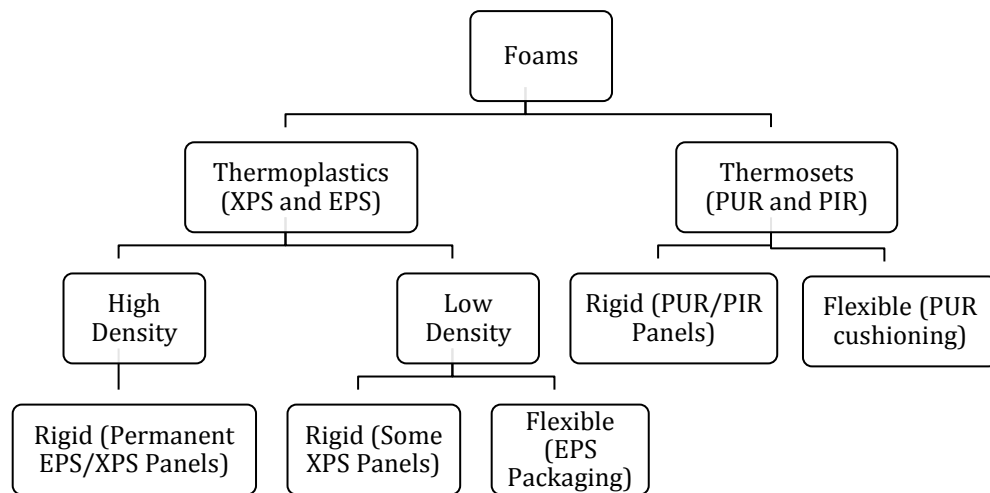 Foams
Thermoplastics
(XPS and EPS)
Thermosets
(PUR and PIR)
High
Density
Low
Density
Rigid (PUR/PIR
Panels)
Flexible (PUR
cushioning)
Rigid (Permanent
EPS/XPS Panels)
Rigid (Some
XPS Panels)
Flexible
(EPS
Packaging)